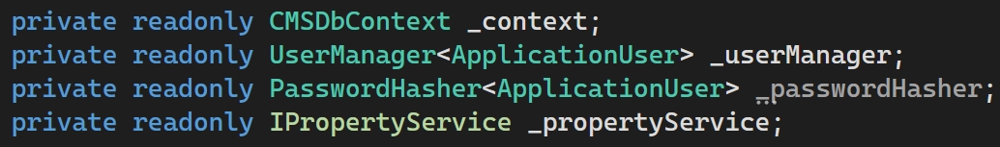 private readonly CMSDbContext _context;
private readonly UserManager<ApplicationUser> _userManager;
private readonly PasswordHasher<ApplicationUser> _passwordHasher;
private readonly IPropertyService _propertyService;